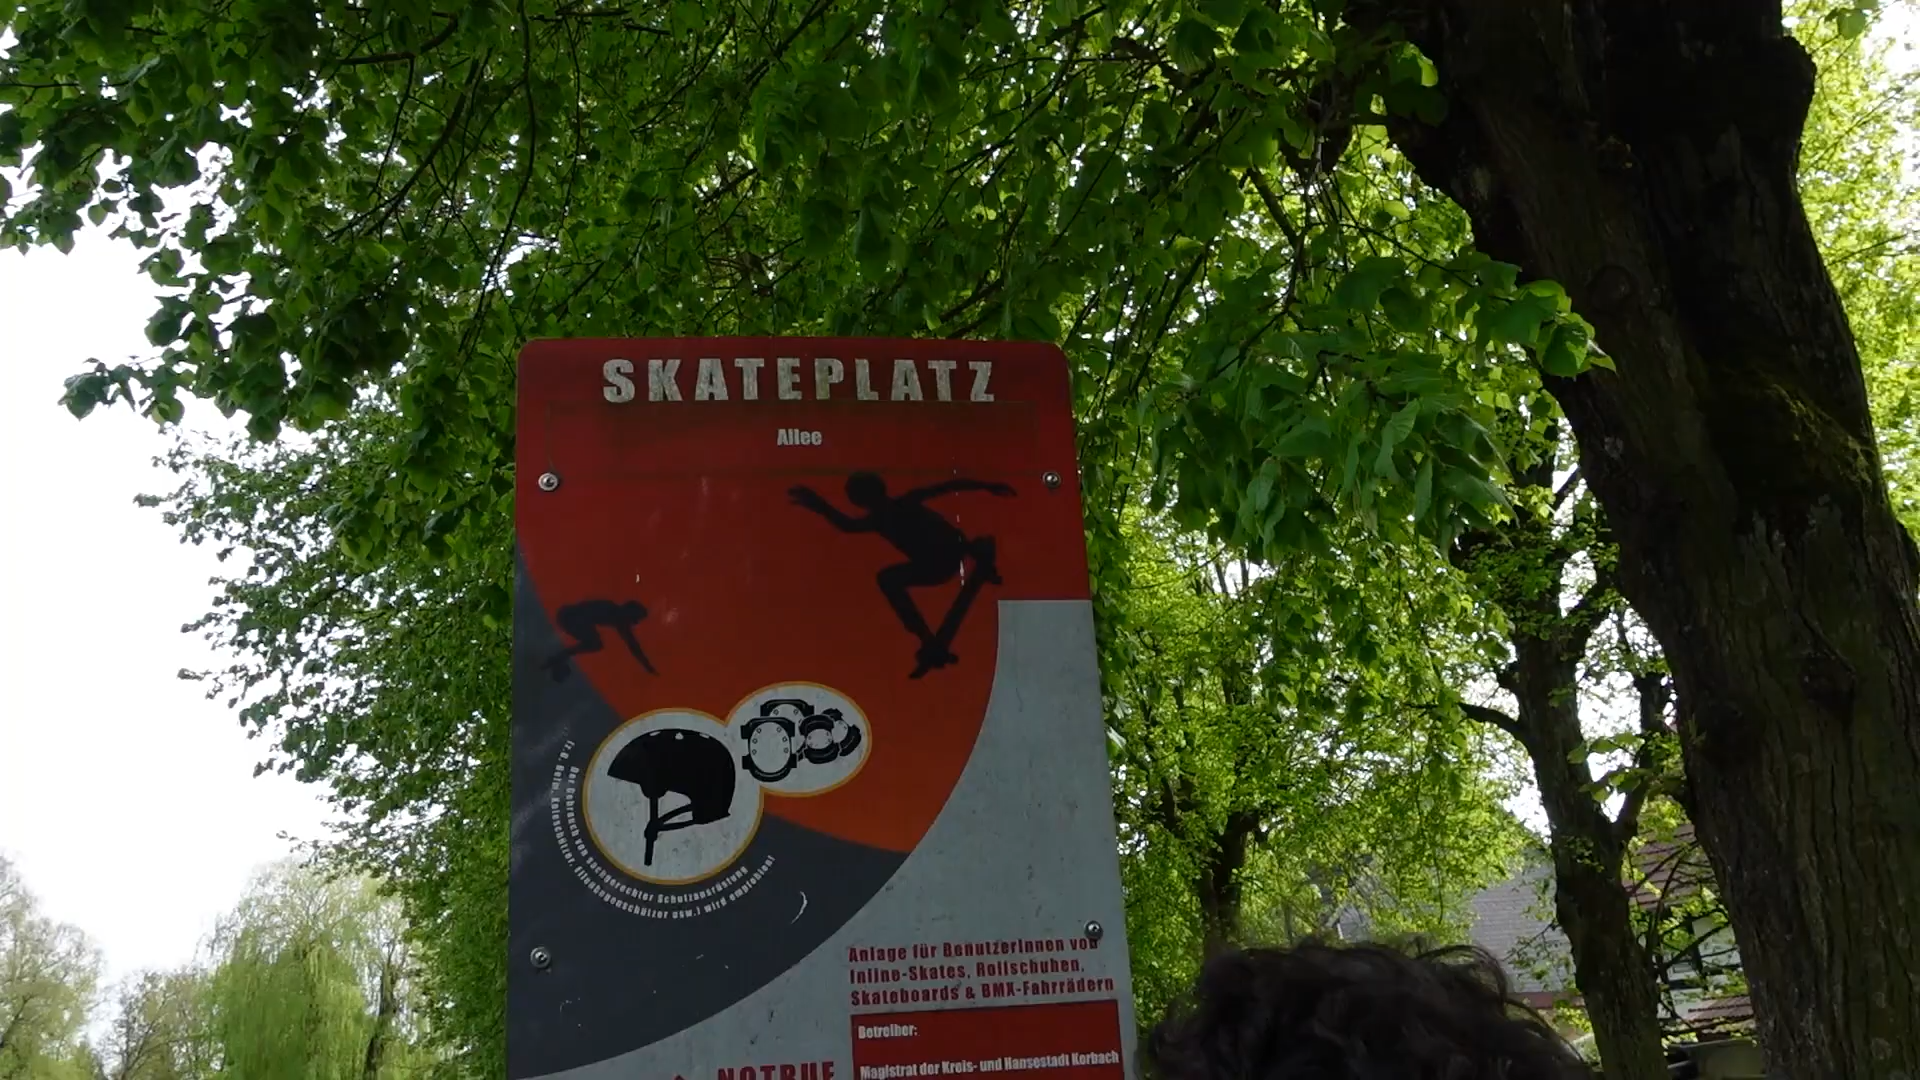 SKATEPLATZ
Allee
Der Gebrauch von sachgerechter Schutzausrüstung
(z.B. Helm, Knieschützer, Ellenbogenschützer usw.) wird empfohlen!
Anlage für BenutzerInnen von
Inline-Skates, Rollschuhen,
Skateboards & BMX-Fahrrädern
Betreiber:
Magistrat der Kreis- und Hansestadt Korbach
NOTRUF